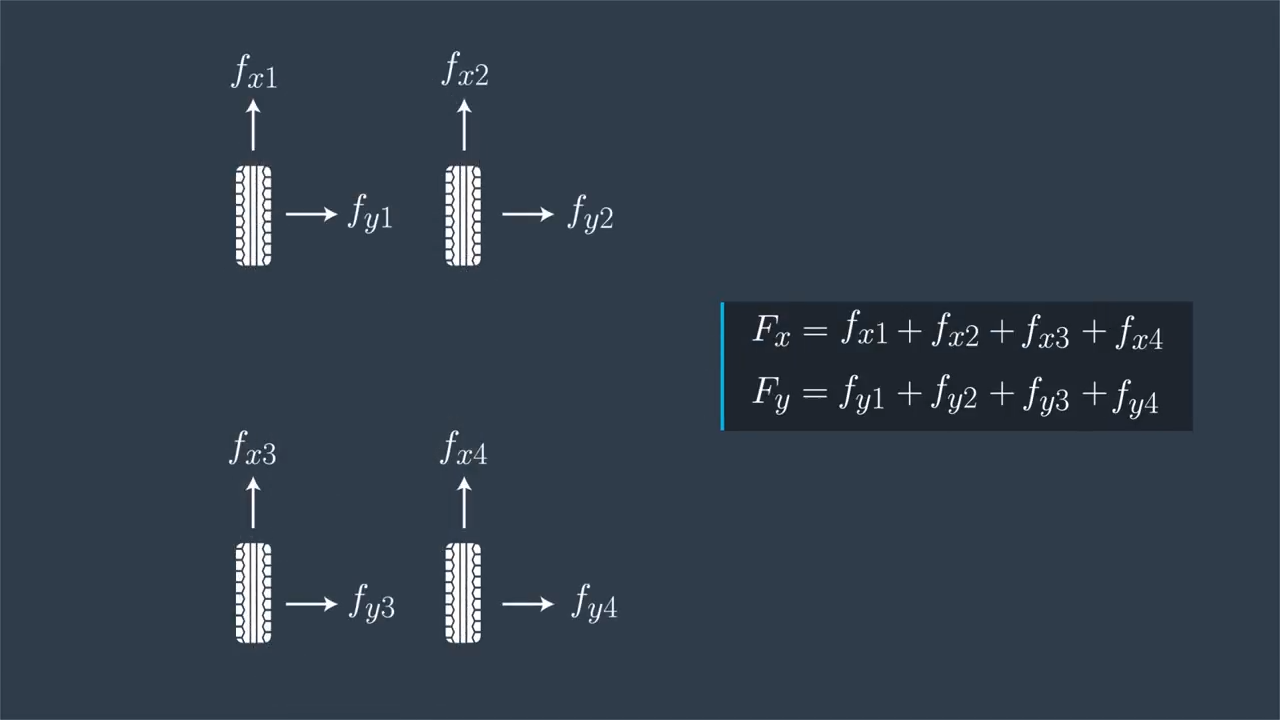 f_{x1} f_{x2}
f_{y1} f_{y2}
F_x = f_{x1} + f_{x2} + f_{x3} + f_{x4}
F_y = f_{y1} + f_{y2} + f_{y3} + f_{y4}
f_{x3} f_{x4}
f_{y3} f_{y4}